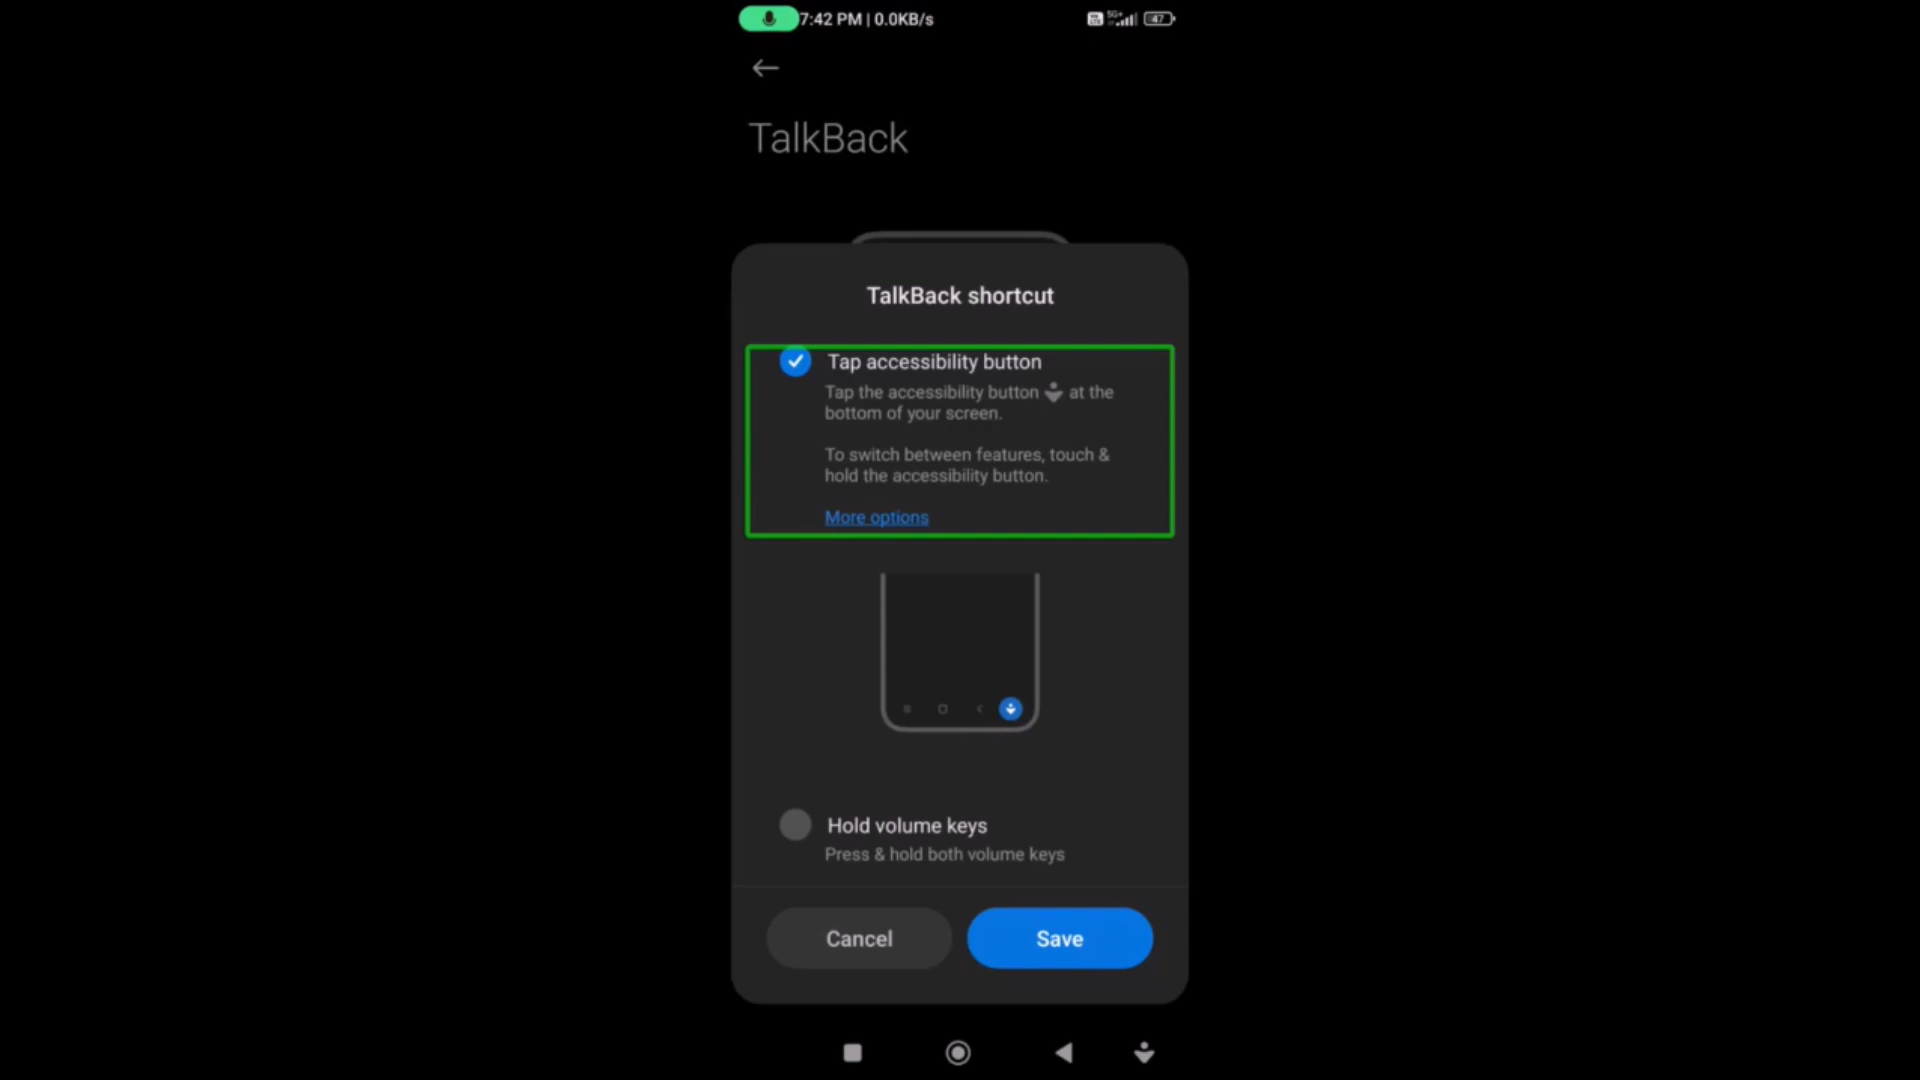 7:42 PM | 0.0KB/s
5G+
47
TalkBack
TalkBack shortcut
Tap accessibility button
Tap the accessibility button at the
bottom of your screen.
To switch between features, touch &
hold the accessibility button.
More options
Hold volume keys
Press & hold both volume keys
Cancel
Save